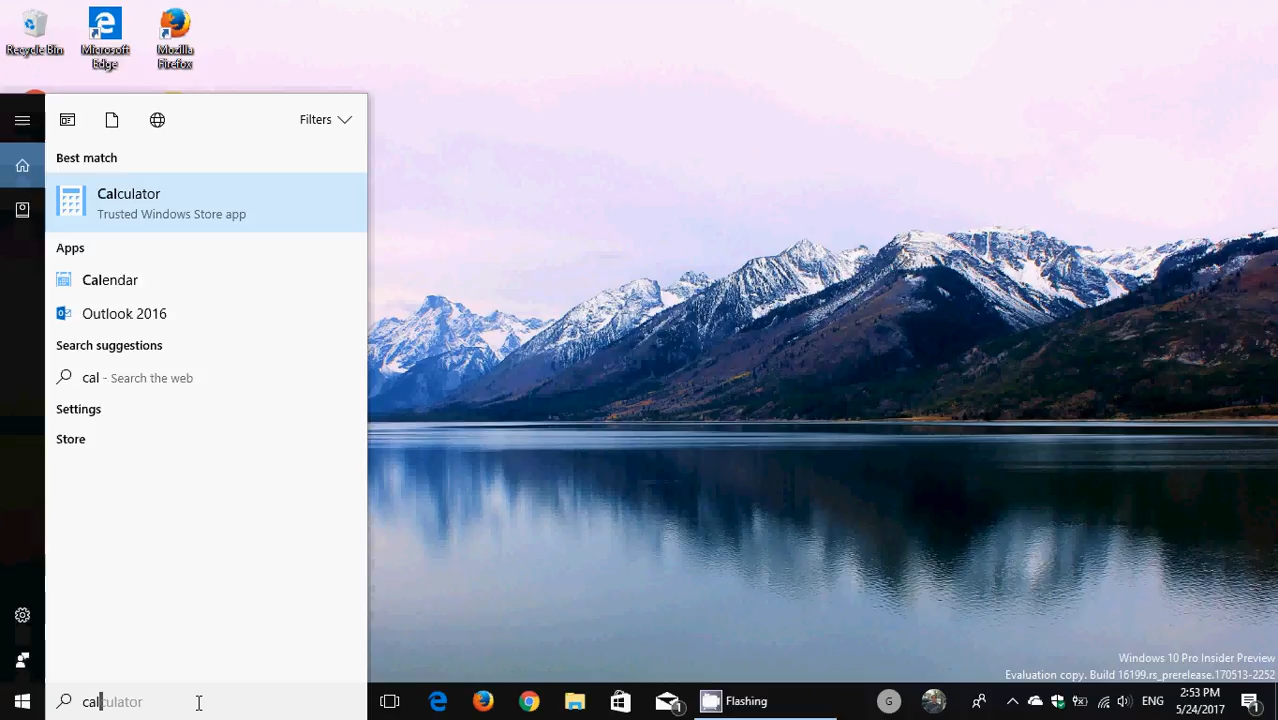 Recycle Bin
Microsoft
Edge
Mozilla
Firefox
Filters
Best match
Calculator
Trusted Windows Store app
Apps
Calendar
Outlook 2016
Search suggestions
cal - Search the web
Settings
Store
Windows 10 Pro Insider Preview
Evaluation copy. Build 16199.rs_prerelease.170513-2252
calculator
1
Flashing
G
ENG
2:53 PM
5/24/2017
1